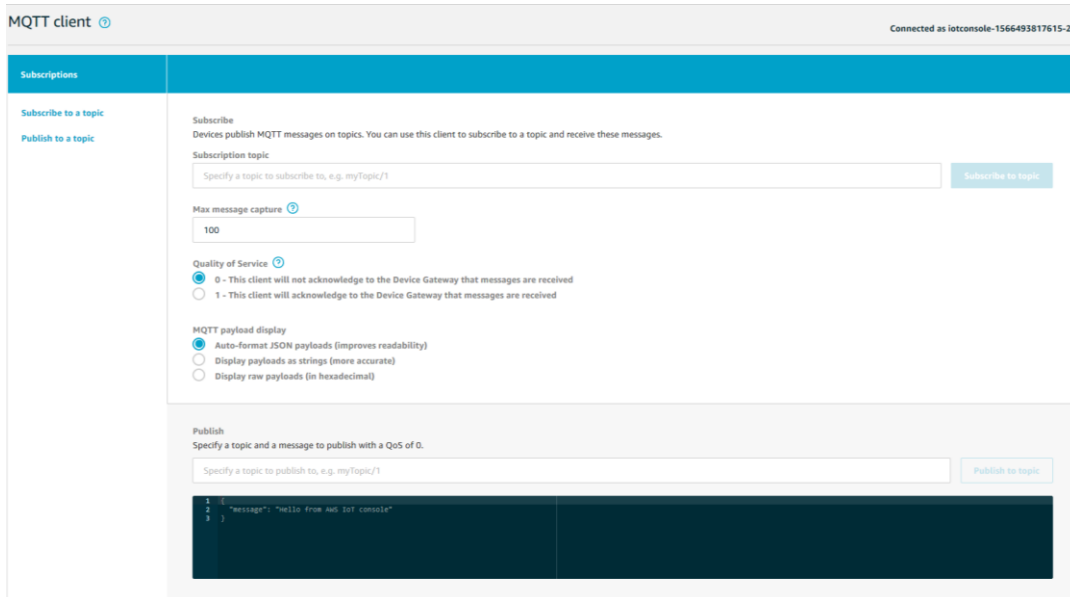 MQTT client ?
Connected as iotconsole-1566493817615-2
Subscriptions
Subscribe to a topic
Publish to a topic
Subscribe
Devices publish MQTT messages on topics. You can use this client to subscribe to a topic and receive these messages.
Subscription topic
Specify a topic to subscribe to, e.g. myTopic/1
Subscribe to topic
Max message capture ?
100
Quality of Service ?
0 - This client will not acknowledge to the Device Gateway that messages are received
1 - This client will acknowledge to the Device Gateway that messages are received
MQTT payload display
Auto-format JSON payloads (improves readability)
Display payloads as strings (more accurate)
Display raw payloads (in hexadecimal)
Publish
Specify a topic and a message to publish with a QoS of 0.
Specify a topic to publish to, e.g. myTopic/1
Publish to topic
1 {
2 "message": "Hello from AWS IoT console"
3 }